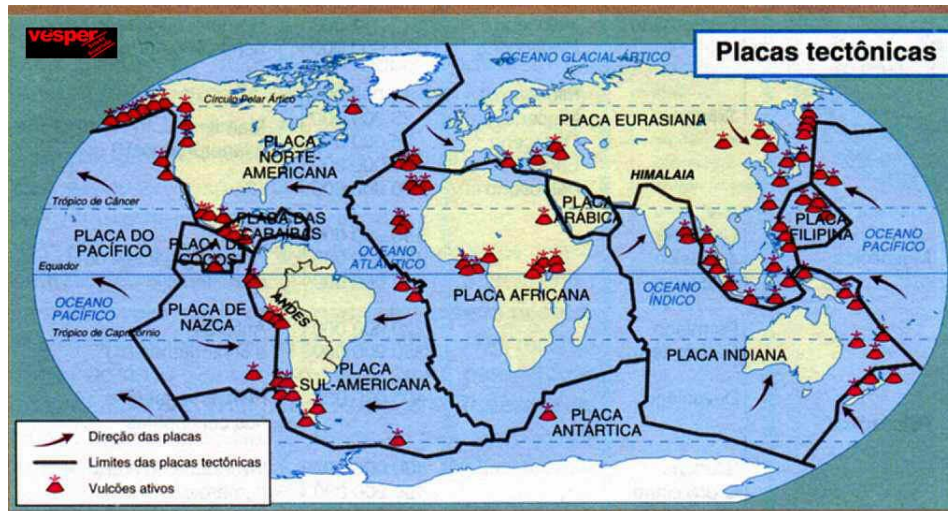 vesper
Placas tectônicas
OCEANO GLACIAL ÁRTICO
Círculo Polar Ártico
PLACA
NORTE-
AMERICANA
PLACA EURASIANA
HIMALAIA
Trópico de Câncer
PLACA DAS
CARAÍBAS
PLACA
ARÁBICA
PLACA
FILIPINA
PLACA DO
PACÍFICO
PLACA DE
COCOS
OCEANO
ATLÂNTICO
OCEANO
PACÍFICO
Equador
OCEANO
PACÍFICO
PLACA DE
NAZCA
ANDES
PLACA AFRICANA
OCEANO
ÍNDICO
Trópico de Capricórnio
PLACA
SUL-AMERICANA
PLACA INDIANA
PLACA
ANTÁRTICA
Direção das placas
Limites das placas tectônicas
Vulcões ativos